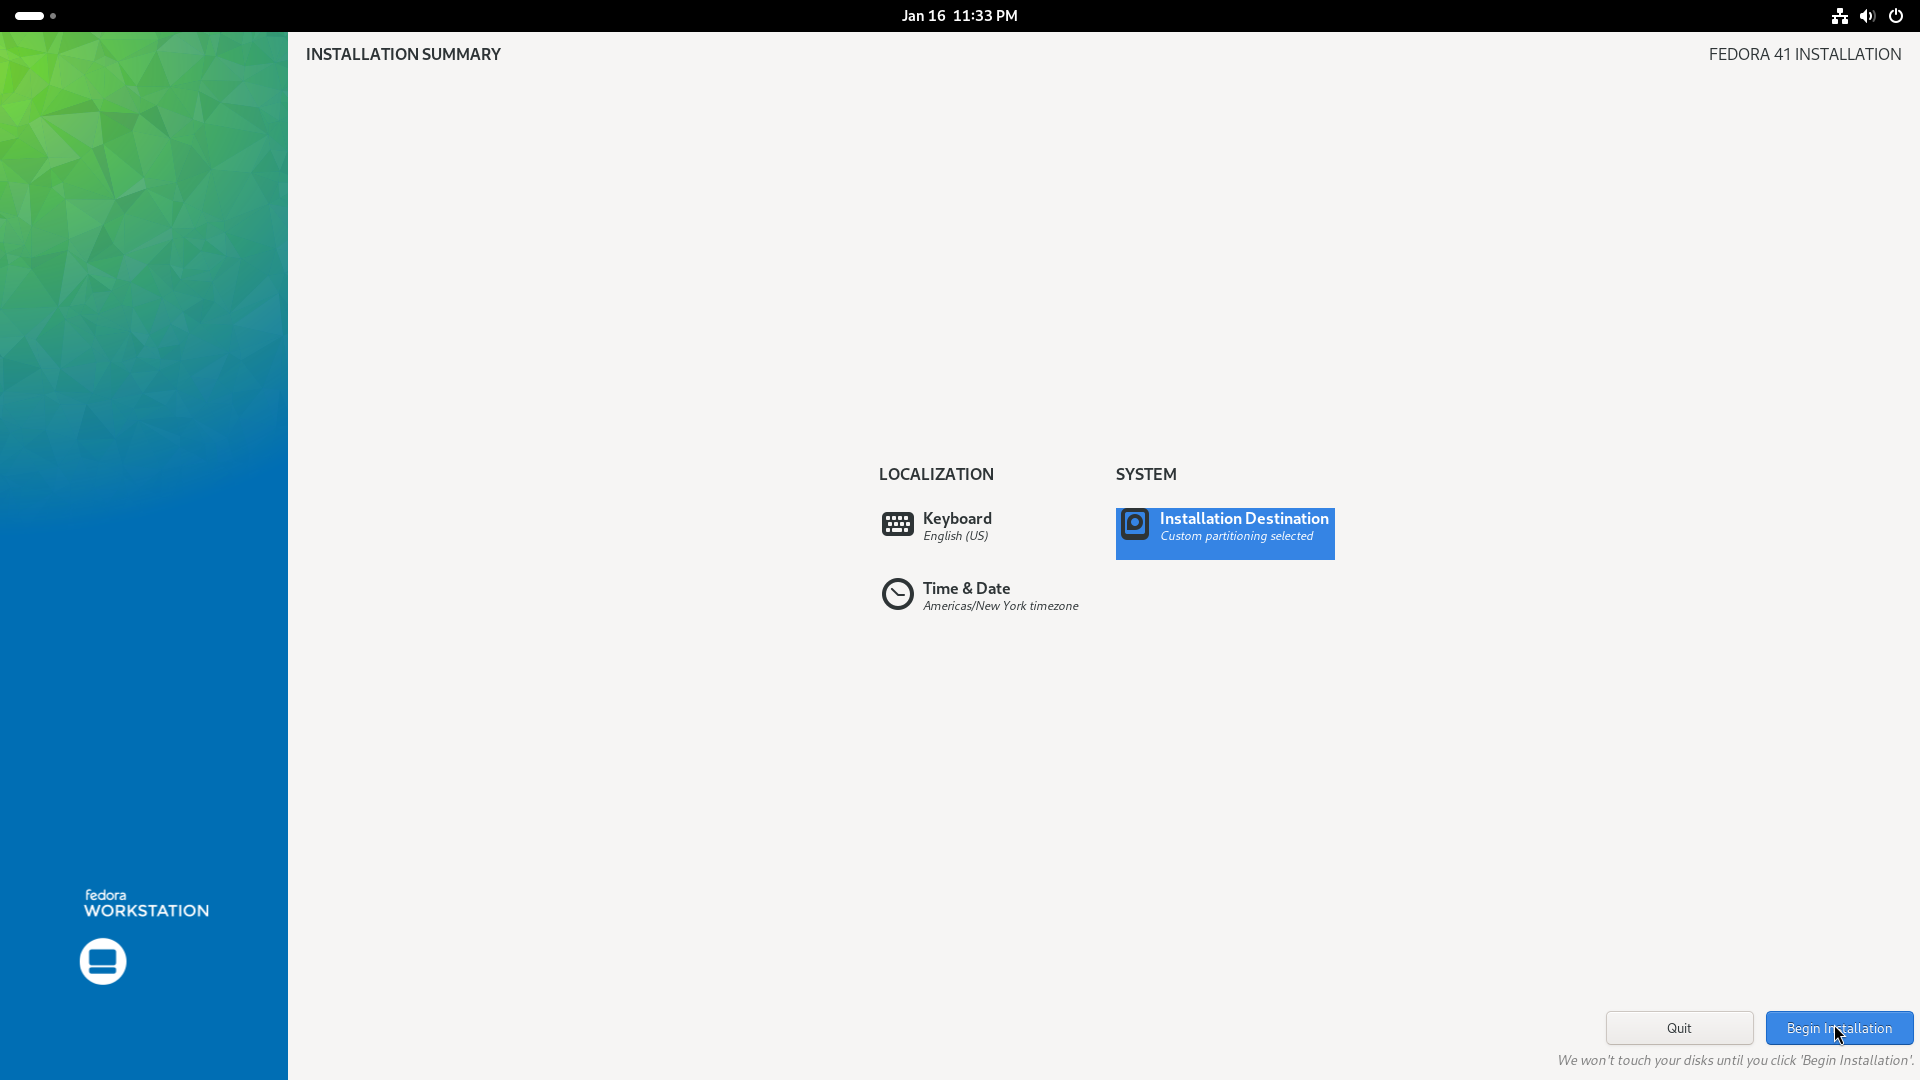 Jan 16 11:33 PM
INSTALLATION SUMMARY
FEDORA 41 INSTALLATION
LOCALIZATION
SYSTEM
Keyboard
English (US)
Installation Destination
Custom partitioning selected
Time & Date
Americas/New York timezone
fedora
WORKSTATION
Quit
Begin Installation
We won't touch your disks until you click 'Begin Installation'.